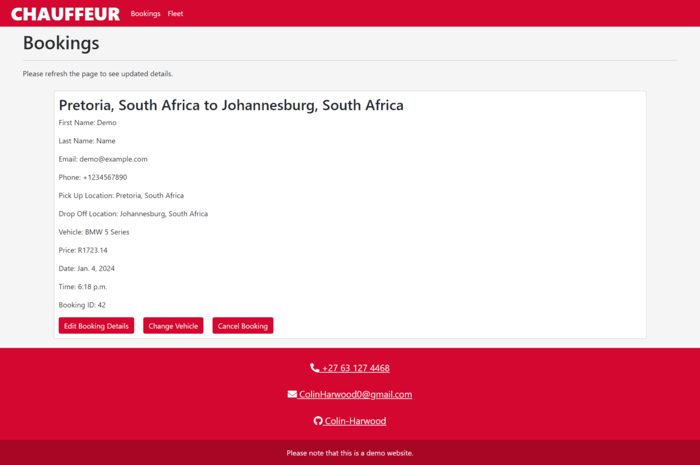 CHAUFFEUR Bookings Fleet
Bookings
Please refresh the page to see updated details.
Pretoria, South Africa to Johannesburg, South Africa
First Name: Demo
Last Name: Name
Email: demo@example.com
Phone: +1234567890
Pick Up Location: Pretoria, South Africa
Drop Off Location: Johannesburg, South Africa
Vehicle: BMW 5 Series
Price: R1723.14
Date: Jan. 4, 2024
Time: 6:18 p.m.
Booking ID: 42
Edit Booking Details Change Vehicle Cancel Booking
+27 63 127 4468
ColinHarwood0@gmail.com
Colin-Harwood
Please note that this is a demo website.